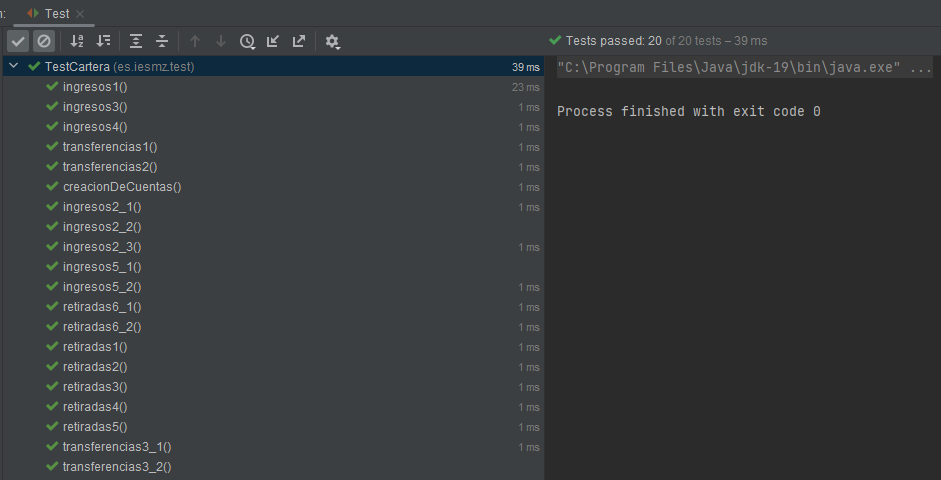 n:
Test
Tests passed: 20 of 20 tests – 39 ms
TestCartera (es.iesmz.test) 39 ms
ingresos1() 23 ms
ingresos3() 1 ms
ingresos4() 1 ms
transferencias1() 1 ms
transferencias2() 1 ms
creacionDeCuentas() 1 ms
ingresos2_1() 1 ms
ingresos2_2()
ingresos2_3() 1 ms
ingresos5_1()
ingresos5_2() 1 ms
retiradas6_1() 1 ms
retiradas6_2() 1 ms
retiradas1() 1 ms
retiradas2() 1 ms
retiradas3() 1 ms
retiradas4() 1 ms
retiradas5() 1 ms
transferencias3_1() 1 ms
transferencias3_2()
"C:\Program Files\Java\jdk-19\bin\java.exe" ...
Process finished with exit code 0